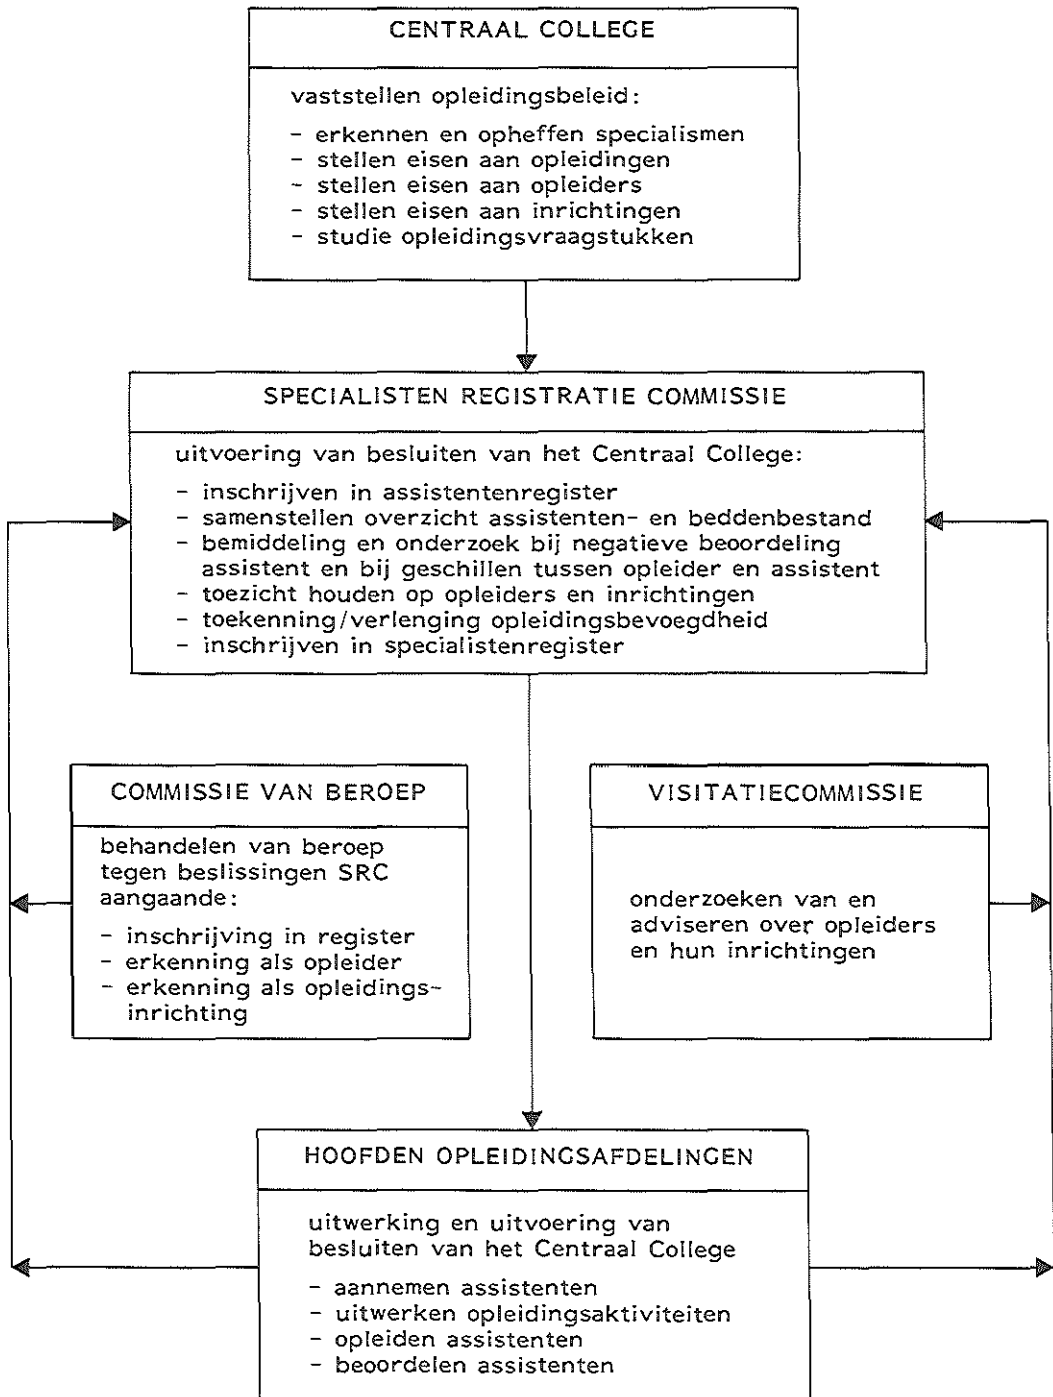 CENTRAAL COLLEGE
vaststellen opleidingsbeleid:
- erkennen en opheffen specialismen
- stellen eisen aan opleidingen
- stellen eisen aan opleiders
- stellen eisen aan inrichtingen
- studie opleidingsvraagstukken
SPECIALISTEN REGISTRATIE COMMISSIE
uitvoering van besluiten van het Centraal College:
- inschrijven in assistentenregister
- samenstellen overzicht assistenten- en beddenbestand
- bemiddeling en onderzoek bij negatieve beoordeling
assistent en bij geschillen tussen opleider en assistent
- toezicht houden op opleiders en inrichtingen
- toekenning/verlenging opleidingsbevoegdheid
- inschrijven in specialistenregister
COMMISSIE VAN BEROEP
behandelen van beroep
tegen beslissingen SRC
aangaande:
- inschrijving in register
- erkenning als opleider
- erkenning als opleidings-
inrichting
VISITATIECOMMISSIE
onderzoeken van en
adviseren over opleiders
en hun inrichtingen
HOOFDEN OPLEIDINGSAFDELINGEN
uitwerking en uitvoering van
besluiten van het Centraal College
- aannemen assistenten
- uitwerken opleidingsaktiviteiten
- opleiden assistenten
- beoordelen assistenten